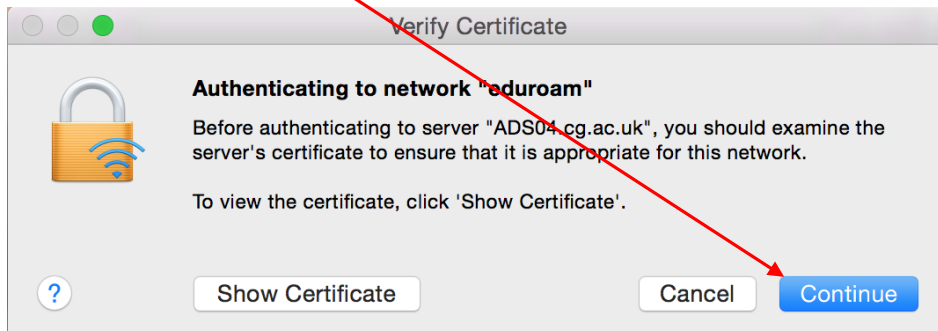 Verify Certificate
Authenticating to network "eduroam"
Before authenticating to server "ADS04.cg.ac.uk", you should examine the
server's certificate to ensure that it is appropriate for this network.
To view the certificate, click 'Show Certificate'.
? Show Certificate Cancel Continue